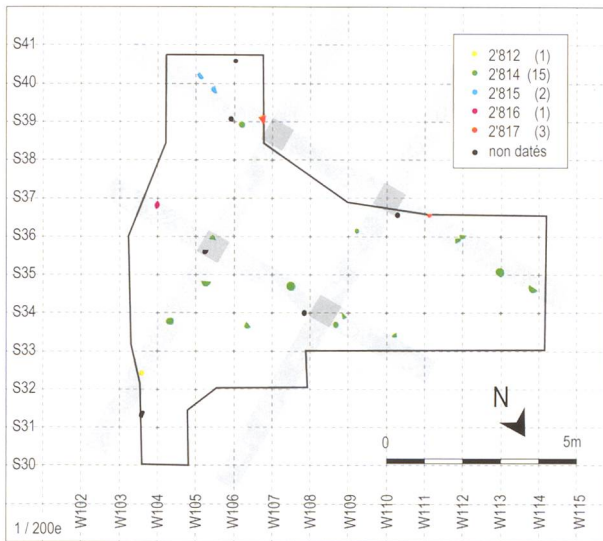 S41
S40
S39
S38
S37
S36
S35
S34
S33
S32
S31
S30
2'812 (1)
2'814 (15)
2'815 (2)
2'816 (1)
2'817 (3)
non datés
N
0 5m
1 / 200e
W102
W103
W104
W105
W106
W107
W108
W109
W110
W111
W112
W113
W114
W115